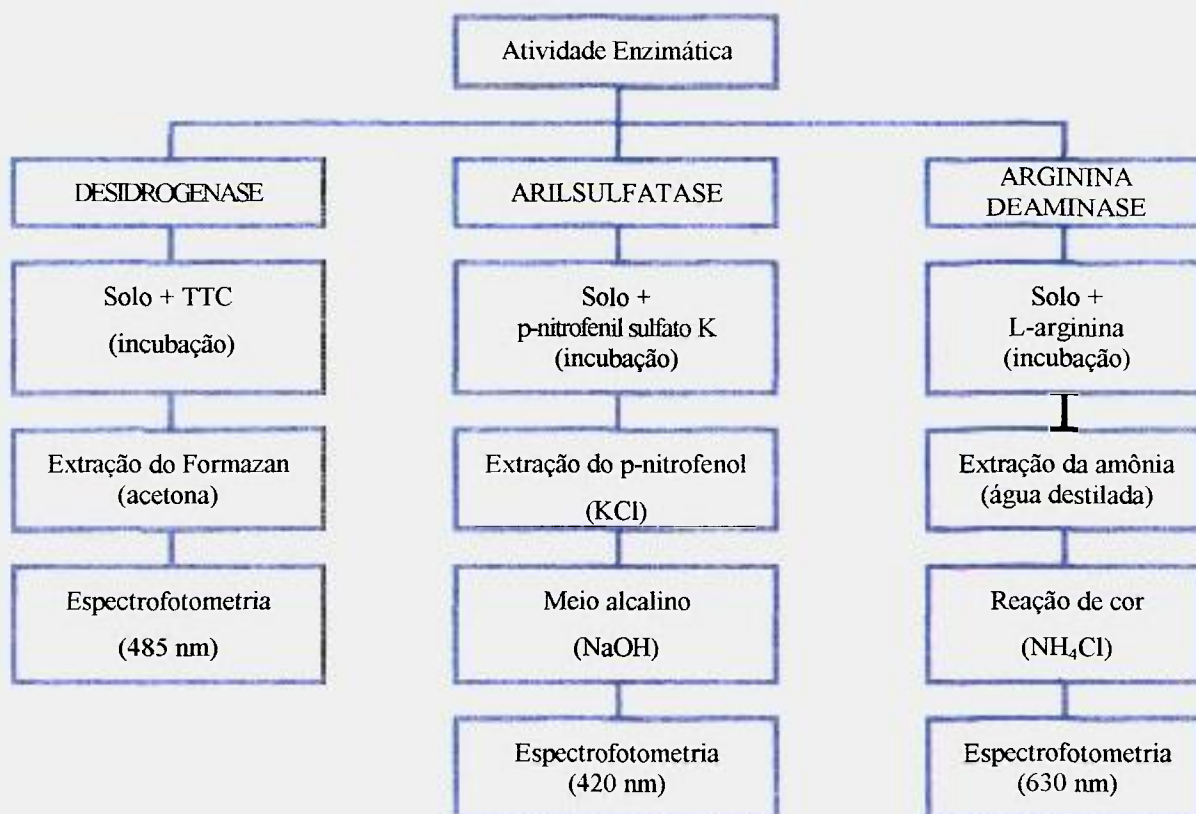 Atividade Enzimática
DESIDROGENASE
Solo + TTC
(incubação)
Extração do Formazan
(acetona)
Espectrofotometria
(485 nm)
ARILSULFATASE
Solo +
p-nitrofenil sulfato K
(incubação)
Extração do p-nitrofenol
(KCl)
Meio alcalino
(NaOH)
Espectrofotometria
(420 nm)
ARGININA
DEAMINASE
Solo +
L-arginina
(incubação)
Extração da amônia
(água destilada)
Reação de cor
(NH₄Cl)
Espectrofotometria
(630 nm)